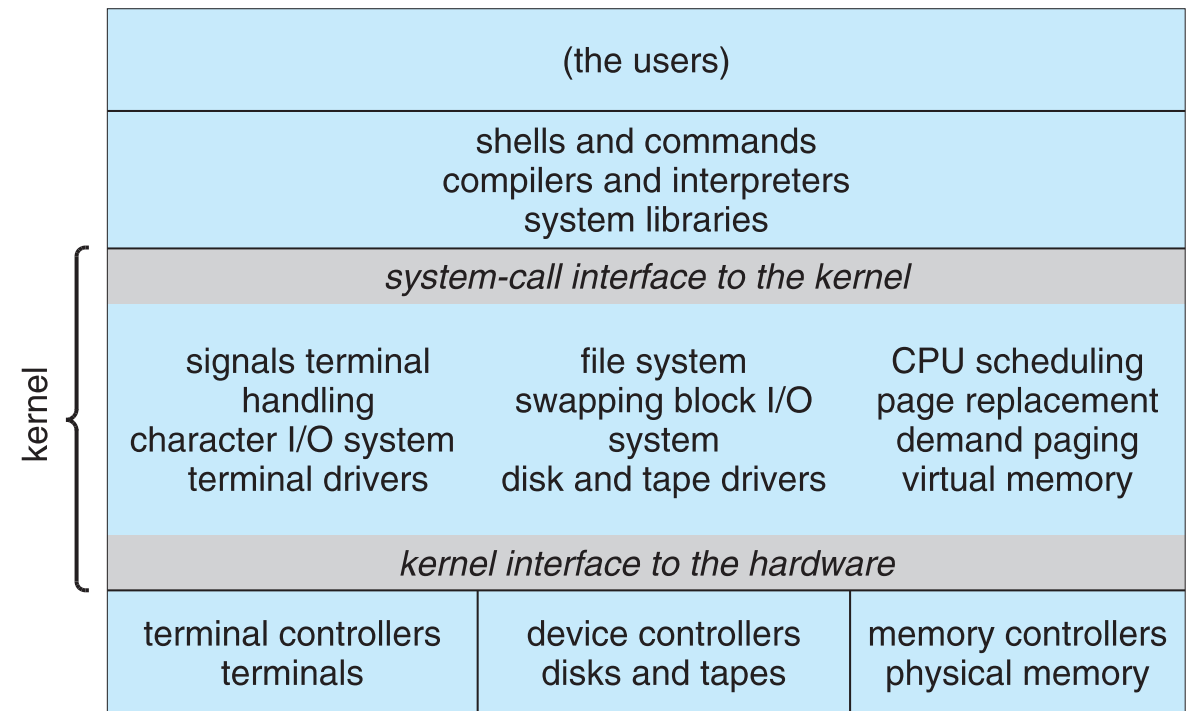 (the users)
shells and commands
compilers and interpreters
system libraries
kernel
system-call interface to the kernel
signals terminal
handling
character I/O system
terminal drivers
file system
swapping block I/O
system
disk and tape drivers
CPU scheduling
page replacement
demand paging
virtual memory
kernel interface to the hardware
terminal controllers
terminals
device controllers
disks and tapes
memory controllers
physical memory